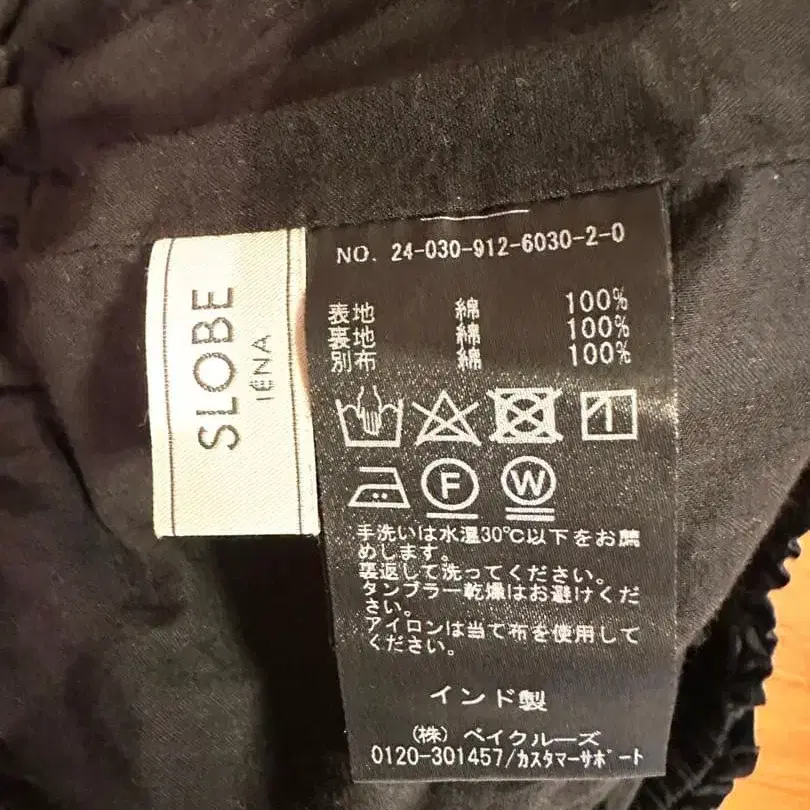 SLOBE
IÉNA
NO. 24-030-912-6030-2-0
表地 綿 100%
裏地 綿 100%
別布 綿 100%
F W
手洗いは水温30℃以下をお薦
めします。
裏返して洗ってください。
タンブラー乾燥はお避けくだ
さい。
アイロンは当て布を使用して
ください。
インド製
(株) ベイクルーズ
0120-301457/カスタマーサポート